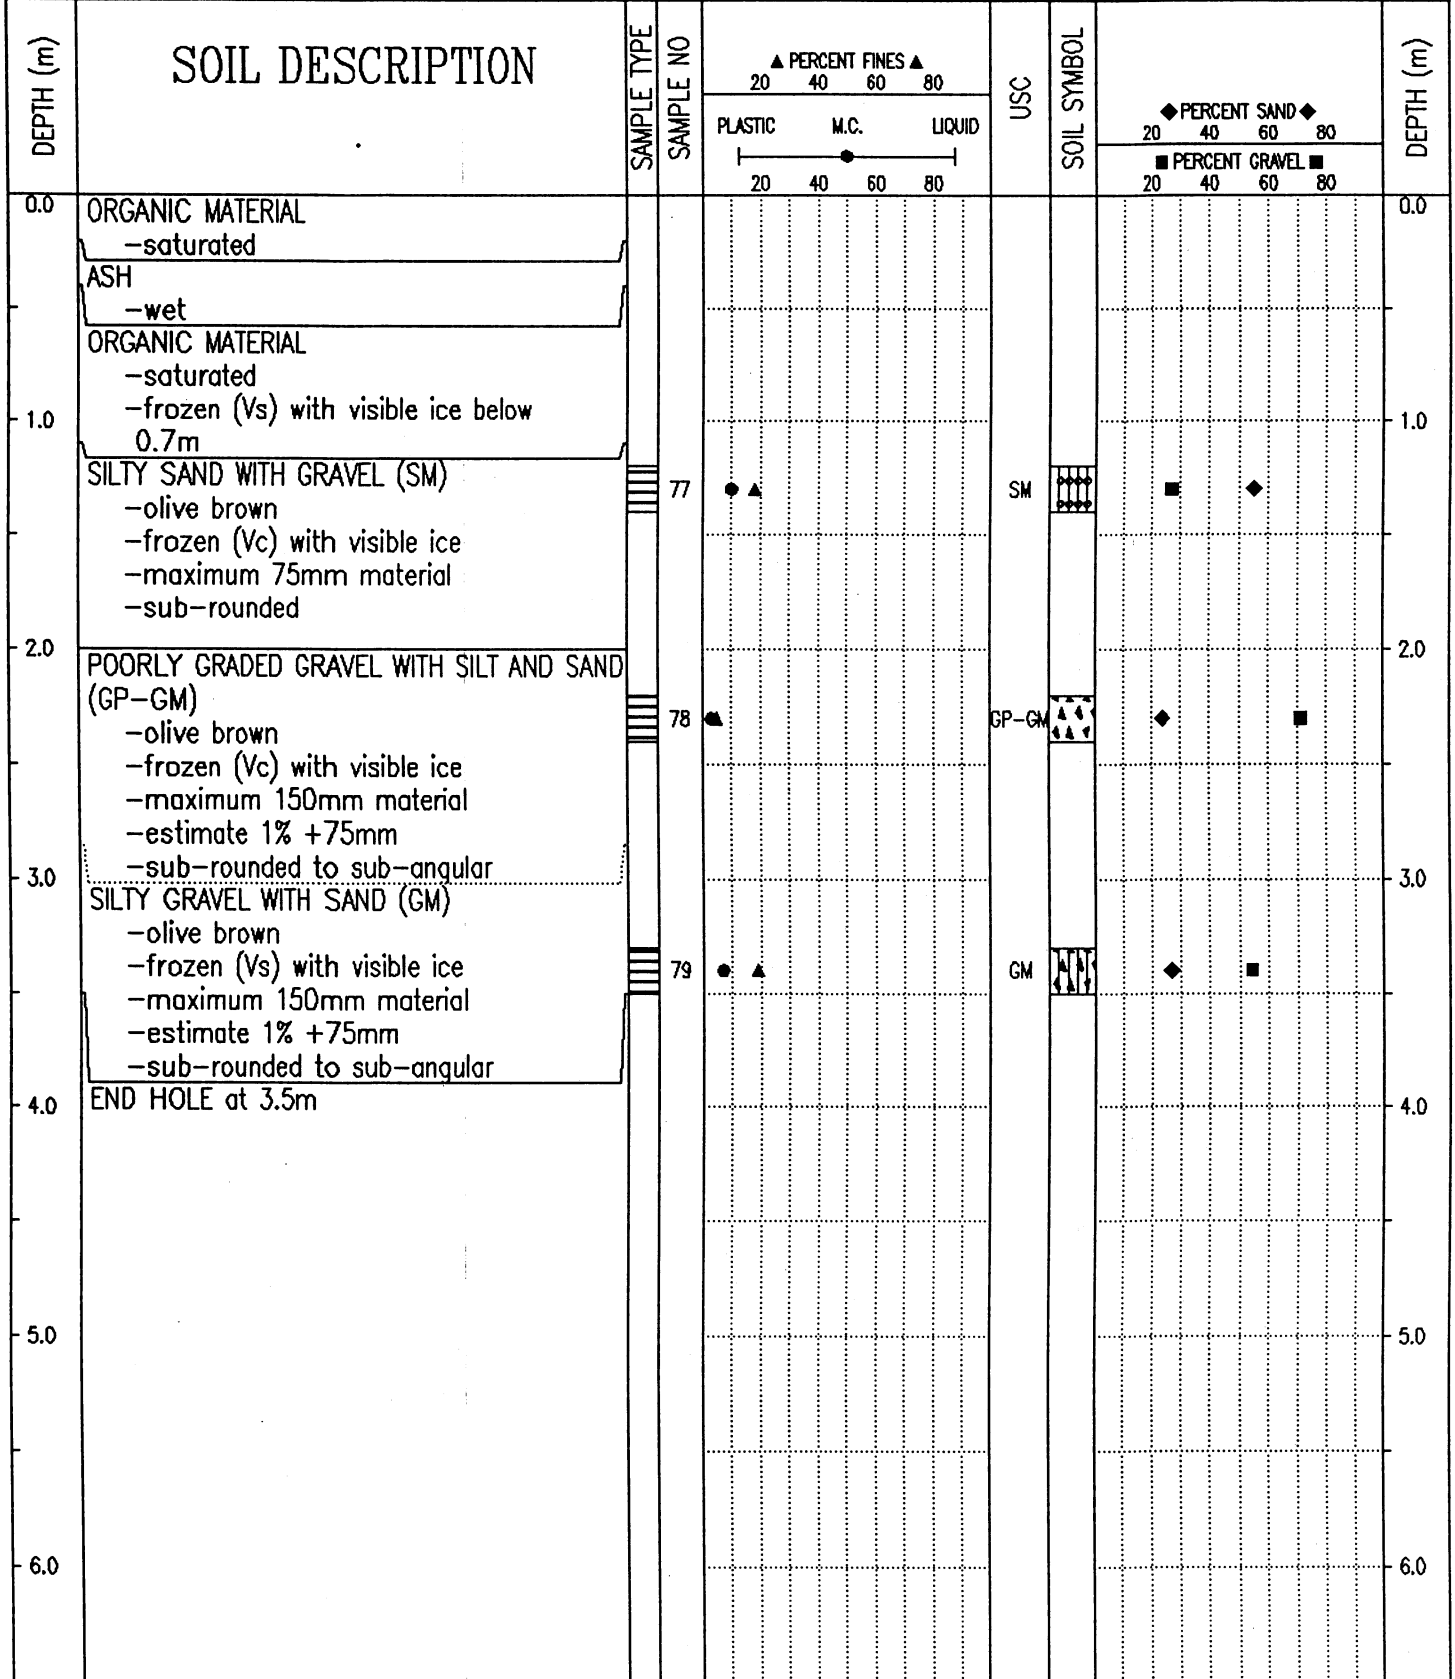 DEPTH (m)
SOIL DESCRIPTION
SAMPLE TYPE
SAMPLE NO
▲ PERCENT FINES ▲
20 40 60 80
PLASTIC M.C. LIQUID
20 40 60 80
USC
SOIL SYMBOL
◆ PERCENT SAND ◆
20 40 60 80
■ PERCENT GRAVEL ■
20 40 60 80
DEPTH (m)
0.0 ORGANIC MATERIAL 0.0
-saturated
ASH
-wet
ORGANIC MATERIAL
-saturated
-frozen (Vs) with visible ice below
1.0 1.0
0.7m
SILTY SAND WITH GRAVEL (SM)
77 SM
-olive brown
-frozen (Vc) with visible ice
-maximum 75mm material
-sub-rounded
2.0 2.0
POORLY GRADED GRAVEL WITH SILT AND SAND
(GP-GM)
78 GP-GM
-olive brown
-frozen (Vc) with visible ice
-maximum 150mm material
-estimate 1% +75mm
-sub-rounded to sub-angular
3.0 3.0
SILTY GRAVEL WITH SAND (GM)
-olive brown
-frozen (Vs) with visible ice
79 GM
-maximum 150mm material
-estimate 1% +75mm
-sub-rounded to sub-angular
4.0 END HOLE at 3.5m 4.0
5.0 5.0
6.0 6.0